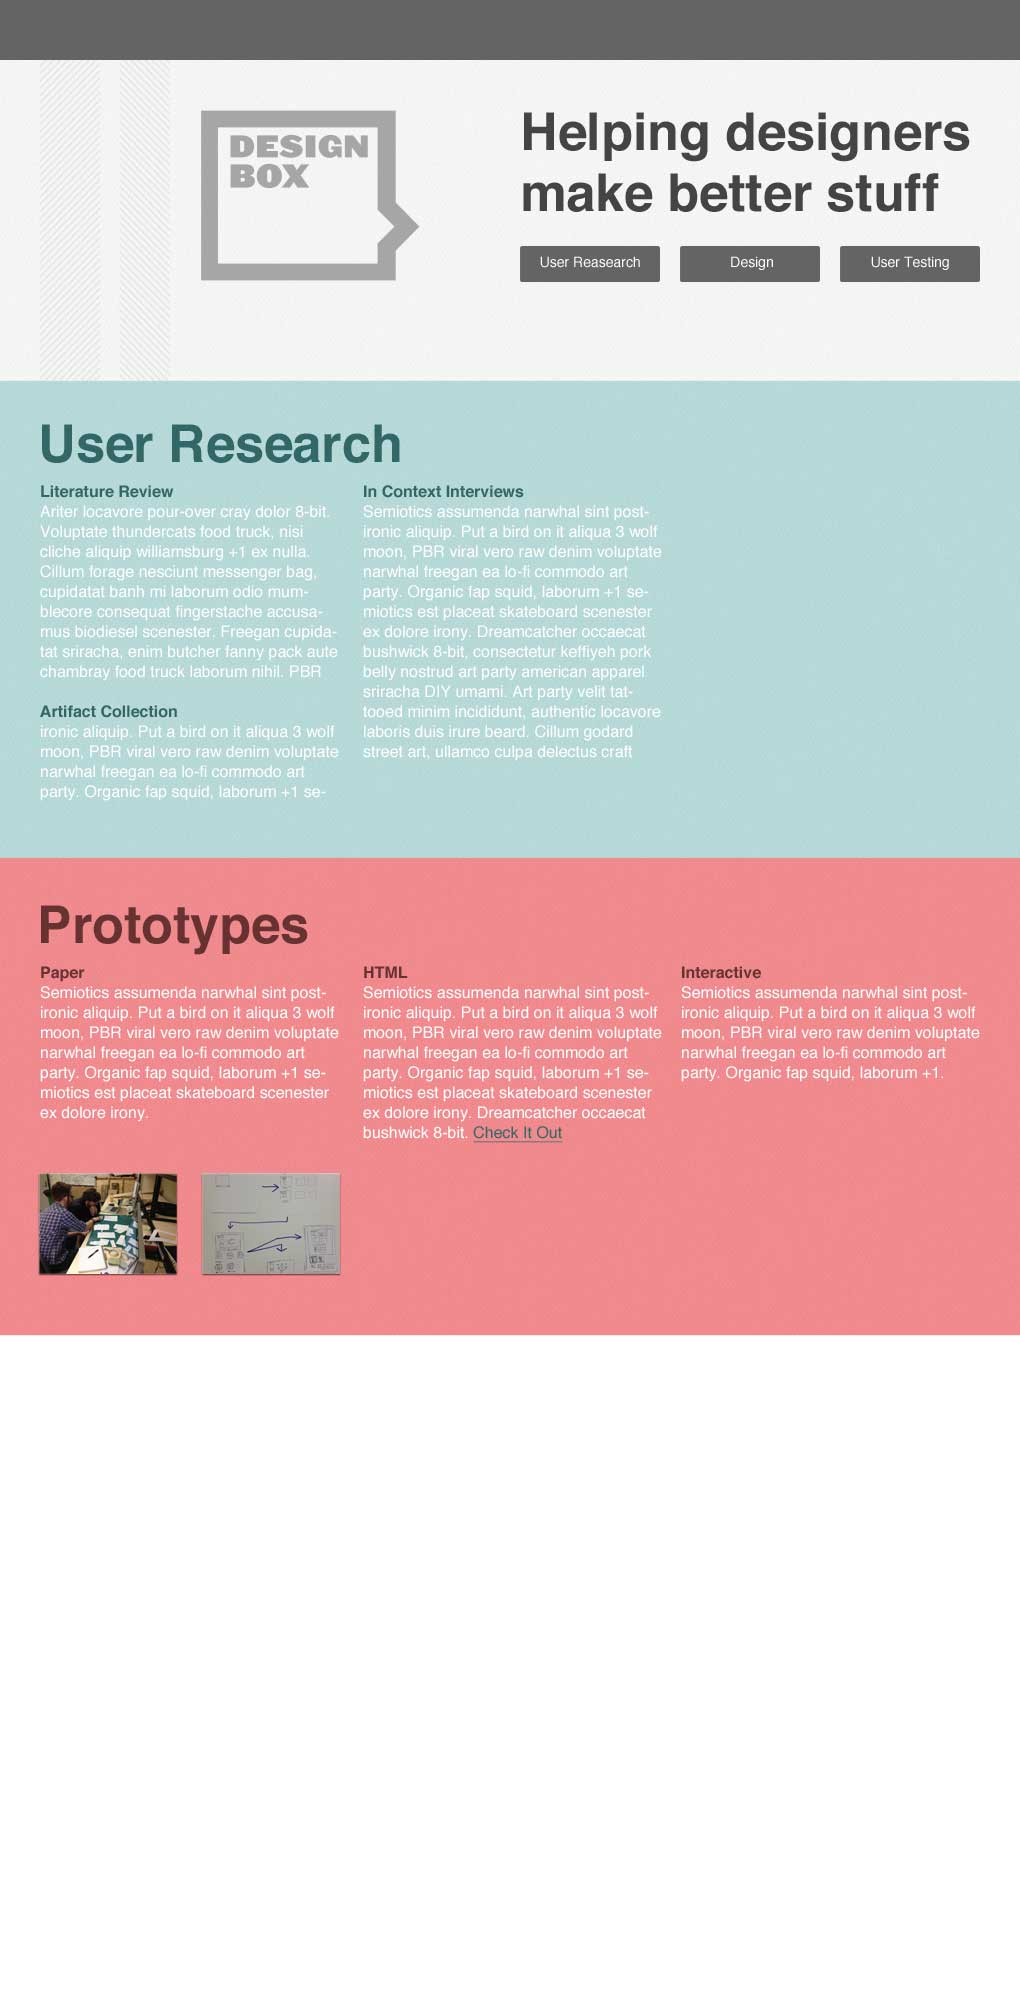 DESIGN
BOX
Helping designers
make better stuff
User Reasearch
Design
User Testing
User Research
Literature Review
Ariter locavore pour-over cray dolor 8-bit.
Voluptate thundercats food truck, nisi
cliche aliquip williamsburg +1 ex nulla.
Cillum forage nesciunt messenger bag,
cupidatat banh mi laborum odio mum-
blecore consequat fingerstache accusa-
mus biodiesel scenester. Freegan cupida-
tat sriracha, enim butcher fanny pack aute
chambray food truck laborum nihil. PBR
Artifact Collection
ironic aliquip. Put a bird on it aliqua 3 wolf
moon, PBR viral vero raw denim voluptate
narwhal freegan ea lo-fi commodo art
party. Organic fap squid, laborum +1 se-
In Context Interviews
Semiotics assumenda narwhal sint post-
ironic aliquip. Put a bird on it aliqua 3 wolf
moon, PBR viral vero raw denim voluptate
narwhal freegan ea lo-fi commodo art
party. Organic fap squid, laborum +1 se-
miotics est placeat skateboard scenester
ex dolore irony. Dreamcatcher occaecat
bushwick 8-bit, consectetur keffiyeh pork
belly nostrud art party american apparel
sriracha DIY umami. Art party velit tat-
tooed minim incididunt, authentic locavore
laboris duis irure beard. Cillum godard
street art, ullamco culpa delectus craft
Prototypes
Paper
Semiotics assumenda narwhal sint post-
ironic aliquip. Put a bird on it aliqua 3 wolf
moon, PBR viral vero raw denim voluptate
narwhal freegan ea lo-fi commodo art
party. Organic fap squid, laborum +1 se-
miotics est placeat skateboard scenester
ex dolore irony.
HTML
Semiotics assumenda narwhal sint post-
ironic aliquip. Put a bird on it aliqua 3 wolf
moon, PBR viral vero raw denim voluptate
narwhal freegan ea lo-fi commodo art
party. Organic fap squid, laborum +1 se-
miotics est placeat skateboard scenester
ex dolore irony. Dreamcatcher occaecat
bushwick 8-bit. Check It Out
Interactive
Semiotics assumenda narwhal sint post-
ironic aliquip. Put a bird on it aliqua 3 wolf
moon, PBR viral vero raw denim voluptate
narwhal freegan ea lo-fi commodo art
party. Organic fap squid, laborum +1.